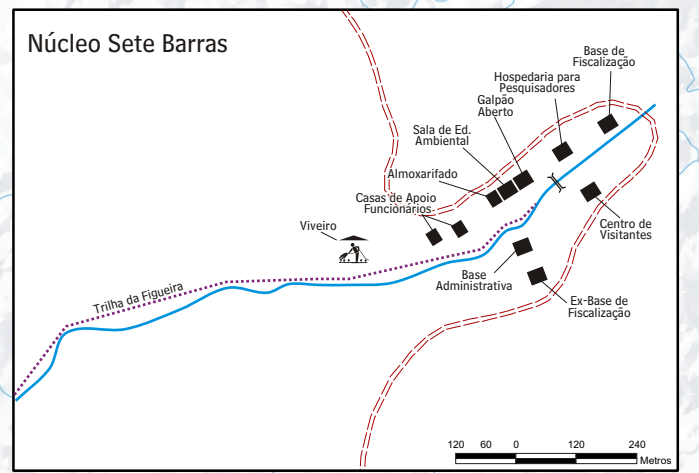 Núcleo Sete Barras
Base de
Fiscalização
Hospedaria para
Pesquisadores
Galpão
Aberto
Sala de Ed.
Ambiental
Almoxarifado
Casas de Apoio
Funcionários
Viveiro
Centro de
Visitantes
Base
Administrativa
Trilha da Figueira
Ex-Base de
Fiscalização
120 60 0 120 240
Metros